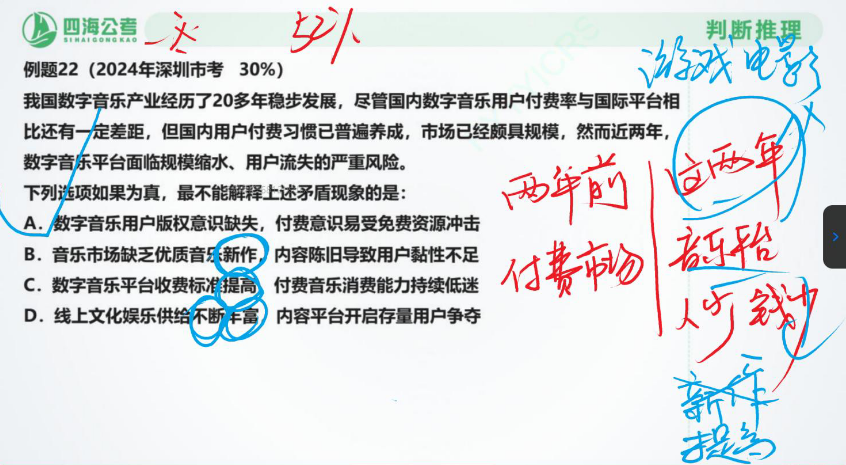 四海公考
SIHAIGONGKAO
判断推理
例题22（2024年深圳市考 30%）
我国数字音乐产业经历了20多年稳步发展，尽管国内数字音乐用户付费率与国际平台相
比还有一定差距，但国内用户付费习惯已普遍养成，市场已经颇具规模，然而近两年，
数字音乐平台面临规模缩水、用户流失的严重风险。
下列选项如果为真，最不能解释上述矛盾现象的是：
A．数字音乐用户版权意识缺失，付费意识易受免费资源冲击
B．音乐市场缺乏优质音乐新作，内容陈旧导致用户黏性不足
C．数字音乐平台收费标准提高，付费音乐消费能力持续低迷
D．线上文化娱乐供给不断丰富，内容平台开启存量用户争夺
游戏 电影
两年前
这两年
付费市场
音乐平台
人少 钱少
新作
提高